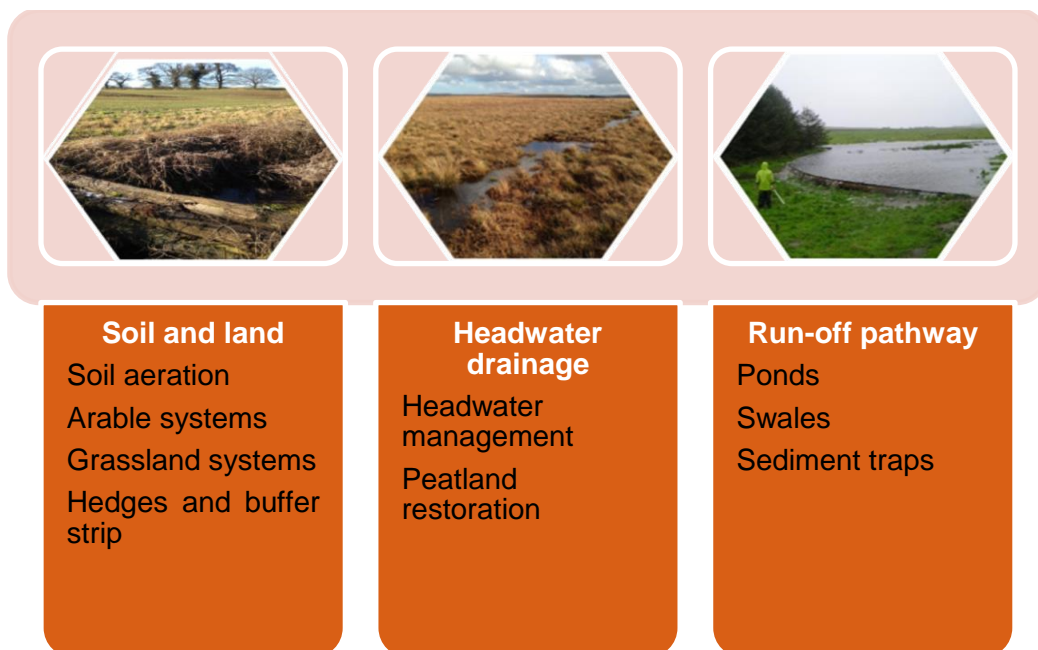 Soil and land
Soil aeration
Arable systems
Grassland systems
Hedges and buffer
strip
Headwater
drainage
Headwater
management
Peatland
restoration
Run-off pathway
Ponds
Swales
Sediment traps